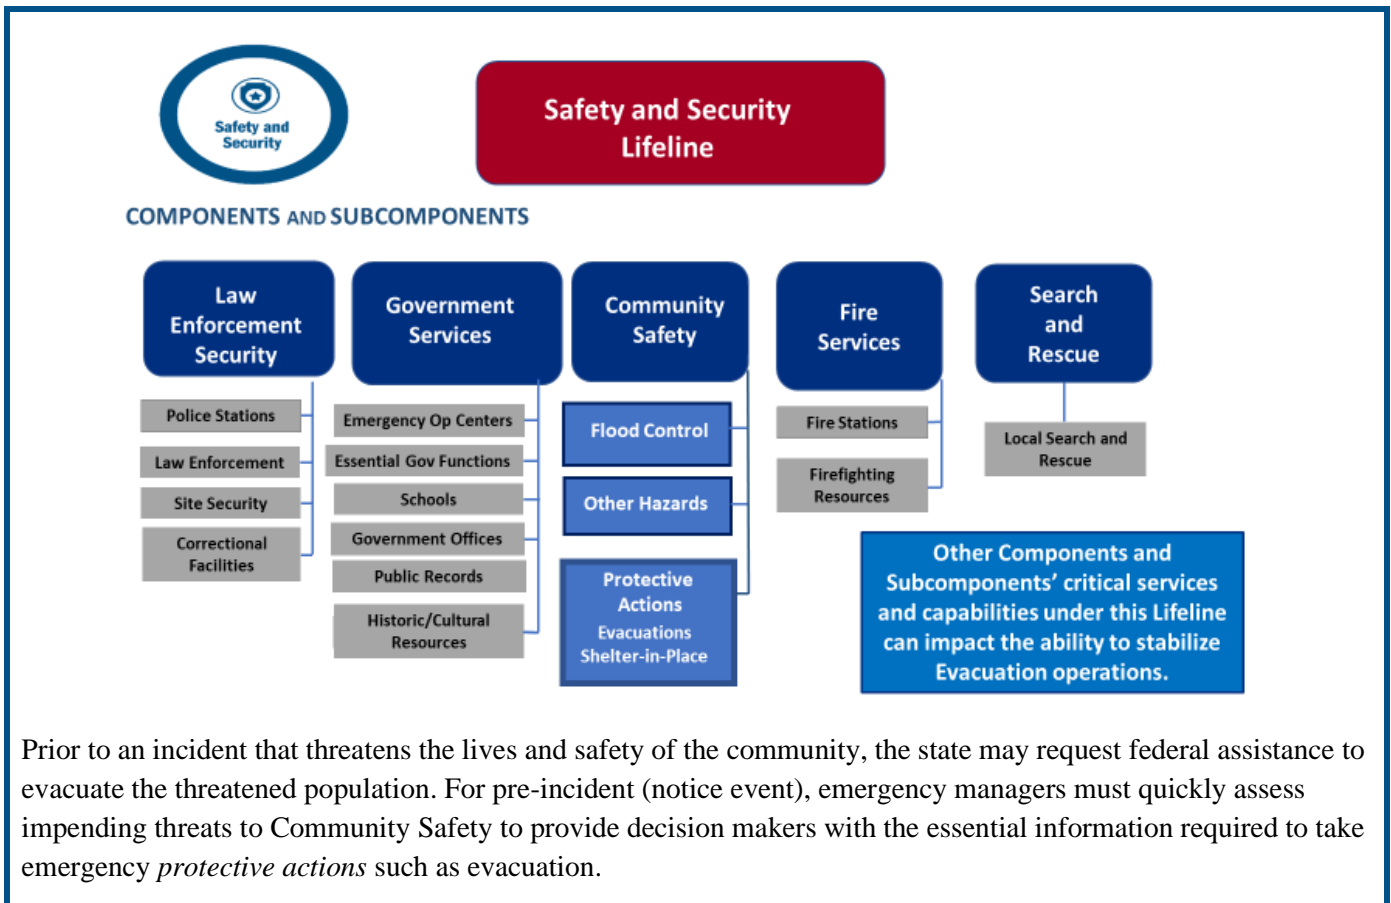 Safety and
Security
Safety and Security
Lifeline
COMPONENTS AND SUBCOMPONENTS
Law
Enforcement
Security
Police Stations
Law Enforcement
Site Security
Correctional
Facilities
Government
Services
Emergency Op Centers
Essential Gov Functions
Schools
Government Offices
Public Records
Historic/Cultural
Resources
Community
Safety
Flood Control
Other Hazards
Protective
Actions
Evacuations
Shelter-in-Place
Fire
Services
Fire Stations
Firefighting
Resources
Search
and
Rescue
Local Search and
Rescue
Other Components and
Subcomponents’ critical services
and capabilities under this Lifeline
can impact the ability to stabilize
Evacuation operations.
Prior to an incident that threatens the lives and safety of the community, the state may request federal assistance to
evacuate the threatened population. For pre-incident (notice event), emergency managers must quickly assess
impending threats to Community Safety to provide decision makers with the essential information required to take
emergency protective actions such as evacuation.